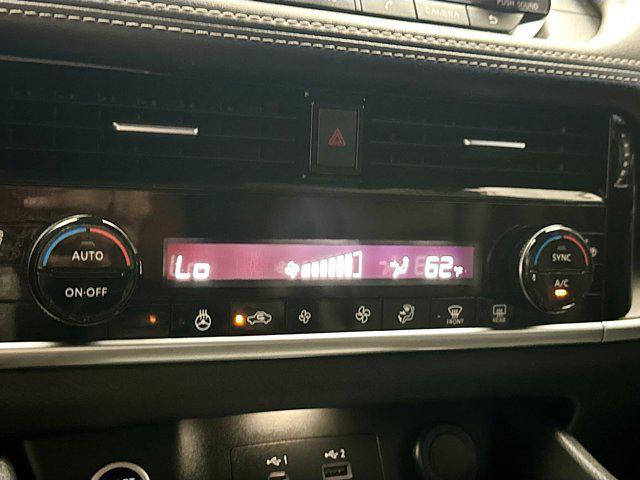 CAMERA
PUSH SOUND
AUTO
ON·OFF
Lo
62°F
SYNC
A/C
FRONT
REAR
1
2